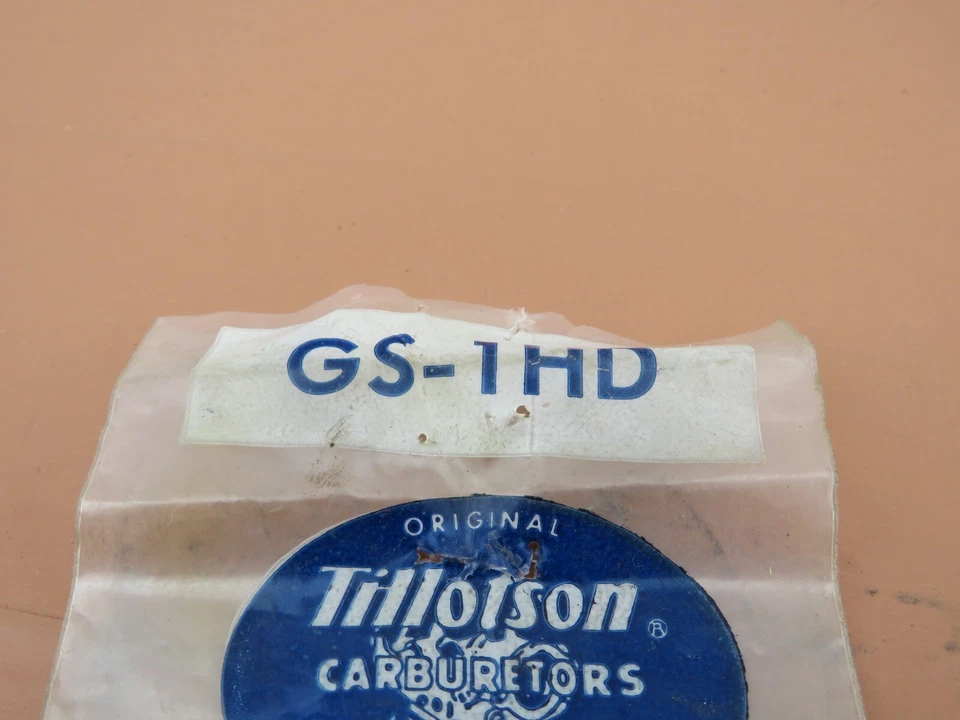 GS-1HD
ORIGINAL
Tillotson ®
CARBURETORS